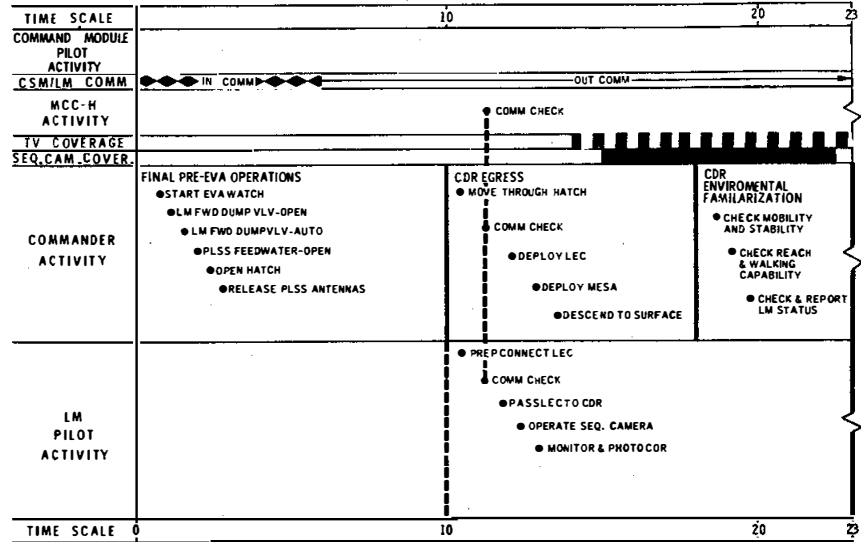 TIME SCALE 10 20 23
COMMAND MODULE
PILOT
ACTIVITY
CSM/LM COMM IN COMM OUT COMM
MCC-H
ACTIVITY
COMM CHECK
TV COVERAGE
SEQ.CAM.COVER.
COMMANDER
ACTIVITY
FINAL PRE-EVA OPERATIONS
START EVA WATCH
LM FWD DUMP VLV-OPEN
LM FWD DUMPVLV-AUTO
PLSS FEEDWATER-OPEN
OPEN HATCH
RELEASE PLSS ANTENNAS
CDR EGRESS
MOVE THROUGH HATCH
COMM CHECK
DEPLOY LEC
DEPLOY MESA
DESCEND TO SURFACE
CDR
ENVIROMENTAL
FAMILARIZATION
CHECK MOBILITY
AND STABILITY
CHECK REACH
& WALKING
CAPABILITY
CHECK & REPORT
LM STATUS
LM
PILOT
ACTIVITY
PREP CONNECT LEC
COMM CHECK
PASS LEC TO CDR
OPERATE SEQ. CAMERA
MONITOR & PHOTO CDR
TIME SCALE 0 10 20 23